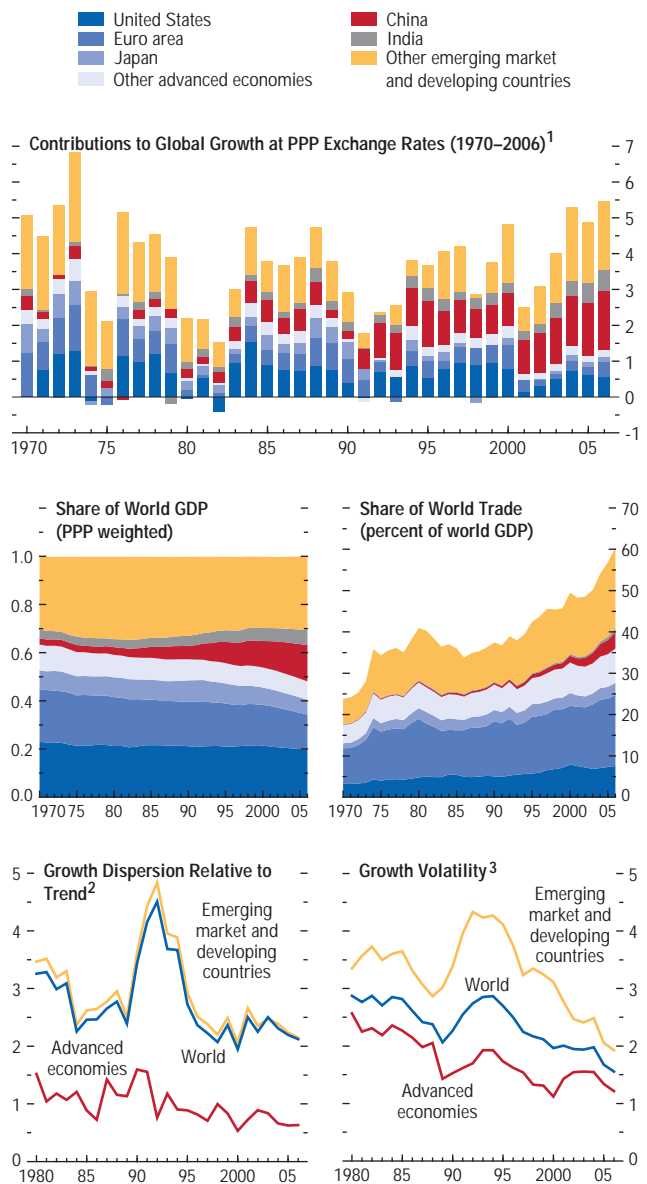 United States
Euro area
Japan
Other advanced economies
China
India
Other emerging market
and developing countries
Contributions to Global Growth at PPP Exchange Rates (1970–2006)1
7
6
5
4
3
2
1
0
-1
1970 75 80 85 90 95 2000 05
Share of World GDP
(PPP weighted)
1.0
0.8
0.6
0.4
0.2
0.0
1970 75 80 85 90 95 2000 05
Share of World Trade
(percent of world GDP)
70
60
50
40
30
20
10
0
1970 75 80 85 90 95 2000 05
Growth Dispersion Relative to
Trend2
5
4
3
2
1
0
Emerging
market and
developing
countries
Advanced
economies
World
1980 85 90 95 2000 05
Growth Volatility3
5
4
3
2
1
0
Emerging
market and
developing
countries
World
Advanced
economies
1980 85 90 95 2000 05